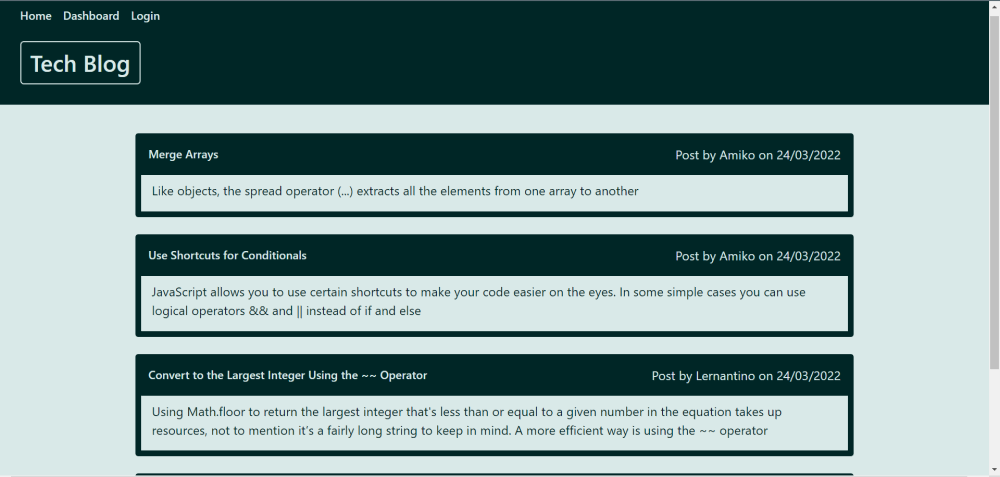 Home Dashboard Login
Tech Blog
Merge Arrays Post by Amiko on 24/03/2022
Like objects, the spread operator (...) extracts all the elements from one array to another
Use Shortcuts for Conditionals Post by Amiko on 24/03/2022
JavaScript allows you to use certain shortcuts to make your code easier on the eyes. In some simple cases you can use
logical operators && and || instead of if and else
Convert to the Largest Integer Using the ~~ Operator Post by Lernantino on 24/03/2022
Using Math.floor to return the largest integer that's less than or equal to a given number in the equation takes up
resources, not to mention it's a fairly long string to keep in mind. A more efficient way is using the ~~ operator